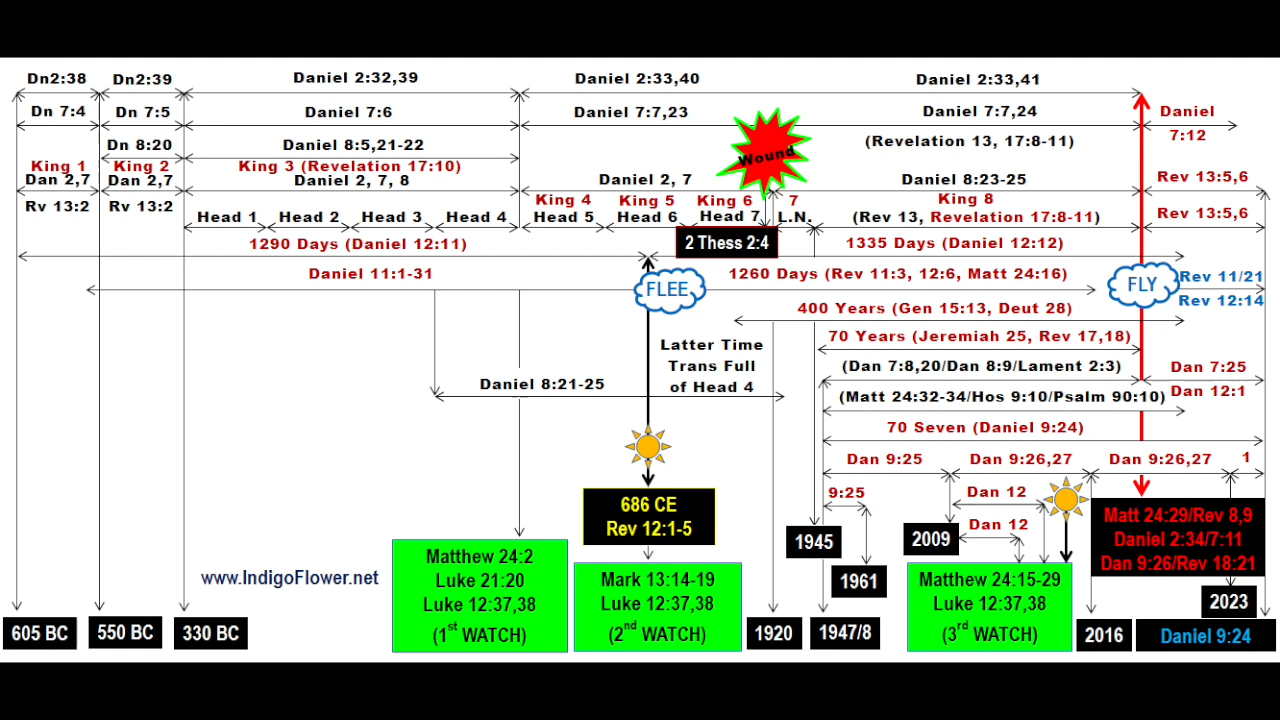 Dn2:38 Dn2:39 Daniel 2:32,39 Daniel 2:33,40 Daniel 2:33,41
Dn 7:4 Dn 7:5 Daniel 7:6 Daniel 7:7,23 Daniel 7:7,24 Daniel
7:12
Dn 8:20 Daniel 8:5,21-22 (Revelation 13, 17:8-11)
Wound
King 1 King 2 King 3 (Revelation 17:10)
Dan 2,7 Dan 2,7 Daniel 2, 7, 8 Daniel 2, 7 Daniel 8:23-25 Rev 13:5,6
King 4 King 5 King 6 7 King 8
Rv 13:2 Rv 13:2 Head 1 Head 2 Head 3 Head 4 Head 5 Head 6 Head 7 L.N. (Rev 13, Revelation 17:8-11) Rev 13:5,6
1290 Days (Daniel 12:11) 2 Thess 2:4 1335 Days (Daniel 12:12)
Daniel 11:1-31 FLEE 1260 Days (Rev 11:3, 12:6, Matt 24:16) FLY Rev 11/21
Rev 12:14
400 Years (Gen 15:13, Deut 28)
70 Years (Jeremiah 25, Rev 17,18)
Latter Time
Trans Full
of Head 4
Daniel 8:21-25
(Dan 7:8,20/Dan 8:9/Lament 2:3) Dan 7:25
(Matt 24:32-34/Hos 9:10/Psalm 90:10) Dan 12:1
70 Seven (Daniel 9:24)
Dan 9:25 Dan 9:26,27 Dan 9:26,27 1
9:25 Dan 12
Dan 12
686 CE
Rev 12:1-5
Matt 24:29/Rev 8,9
Daniel 2:34/7:11
Dan 9:26/Rev 18:21
1945 2009
1961
2023
www.IndigoFlower.net
Matthew 24:2
Luke 21:20
Luke 12:37,38
(1st WATCH)
Mark 13:14-19
Luke 12:37,38
(2nd WATCH)
Matthew 24:15-29
Luke 12:37,38
(3rd WATCH)
605 BC 550 BC 330 BC 1920 1947/8 2016 Daniel 9:24